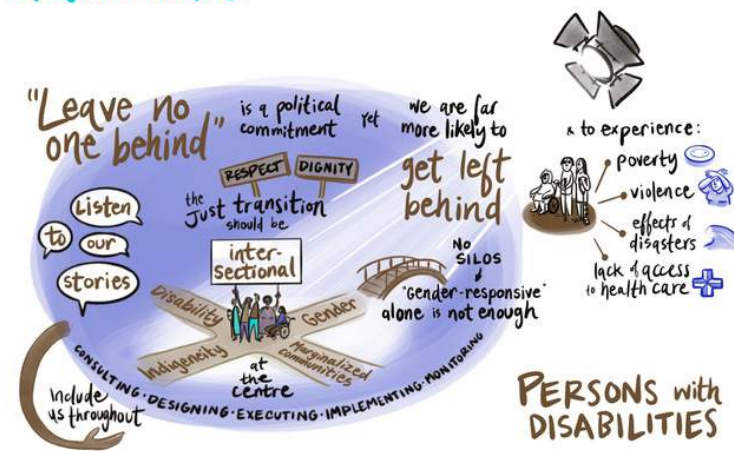 "Leave no
one behind"
is a political
commitment
yet
we are far
more likely to
get left
behind
& to experience:
poverty
violence
effects of
disasters
lack of access
to health care
RESPECT
DIGNITY
the
Just transition
should be
inter-
sectional
Listen
to
our
stories
No
SILOS
"Gender-responsive"
alone is not enough
Disability
Gender
Indigeneity
Marginalized
communities
at
the
centre
Include
us throughout
CONSULTING · DESIGNING · EXECUTING · IMPLEMENTING · MONITORING
PERSONS with
DISABILITIES